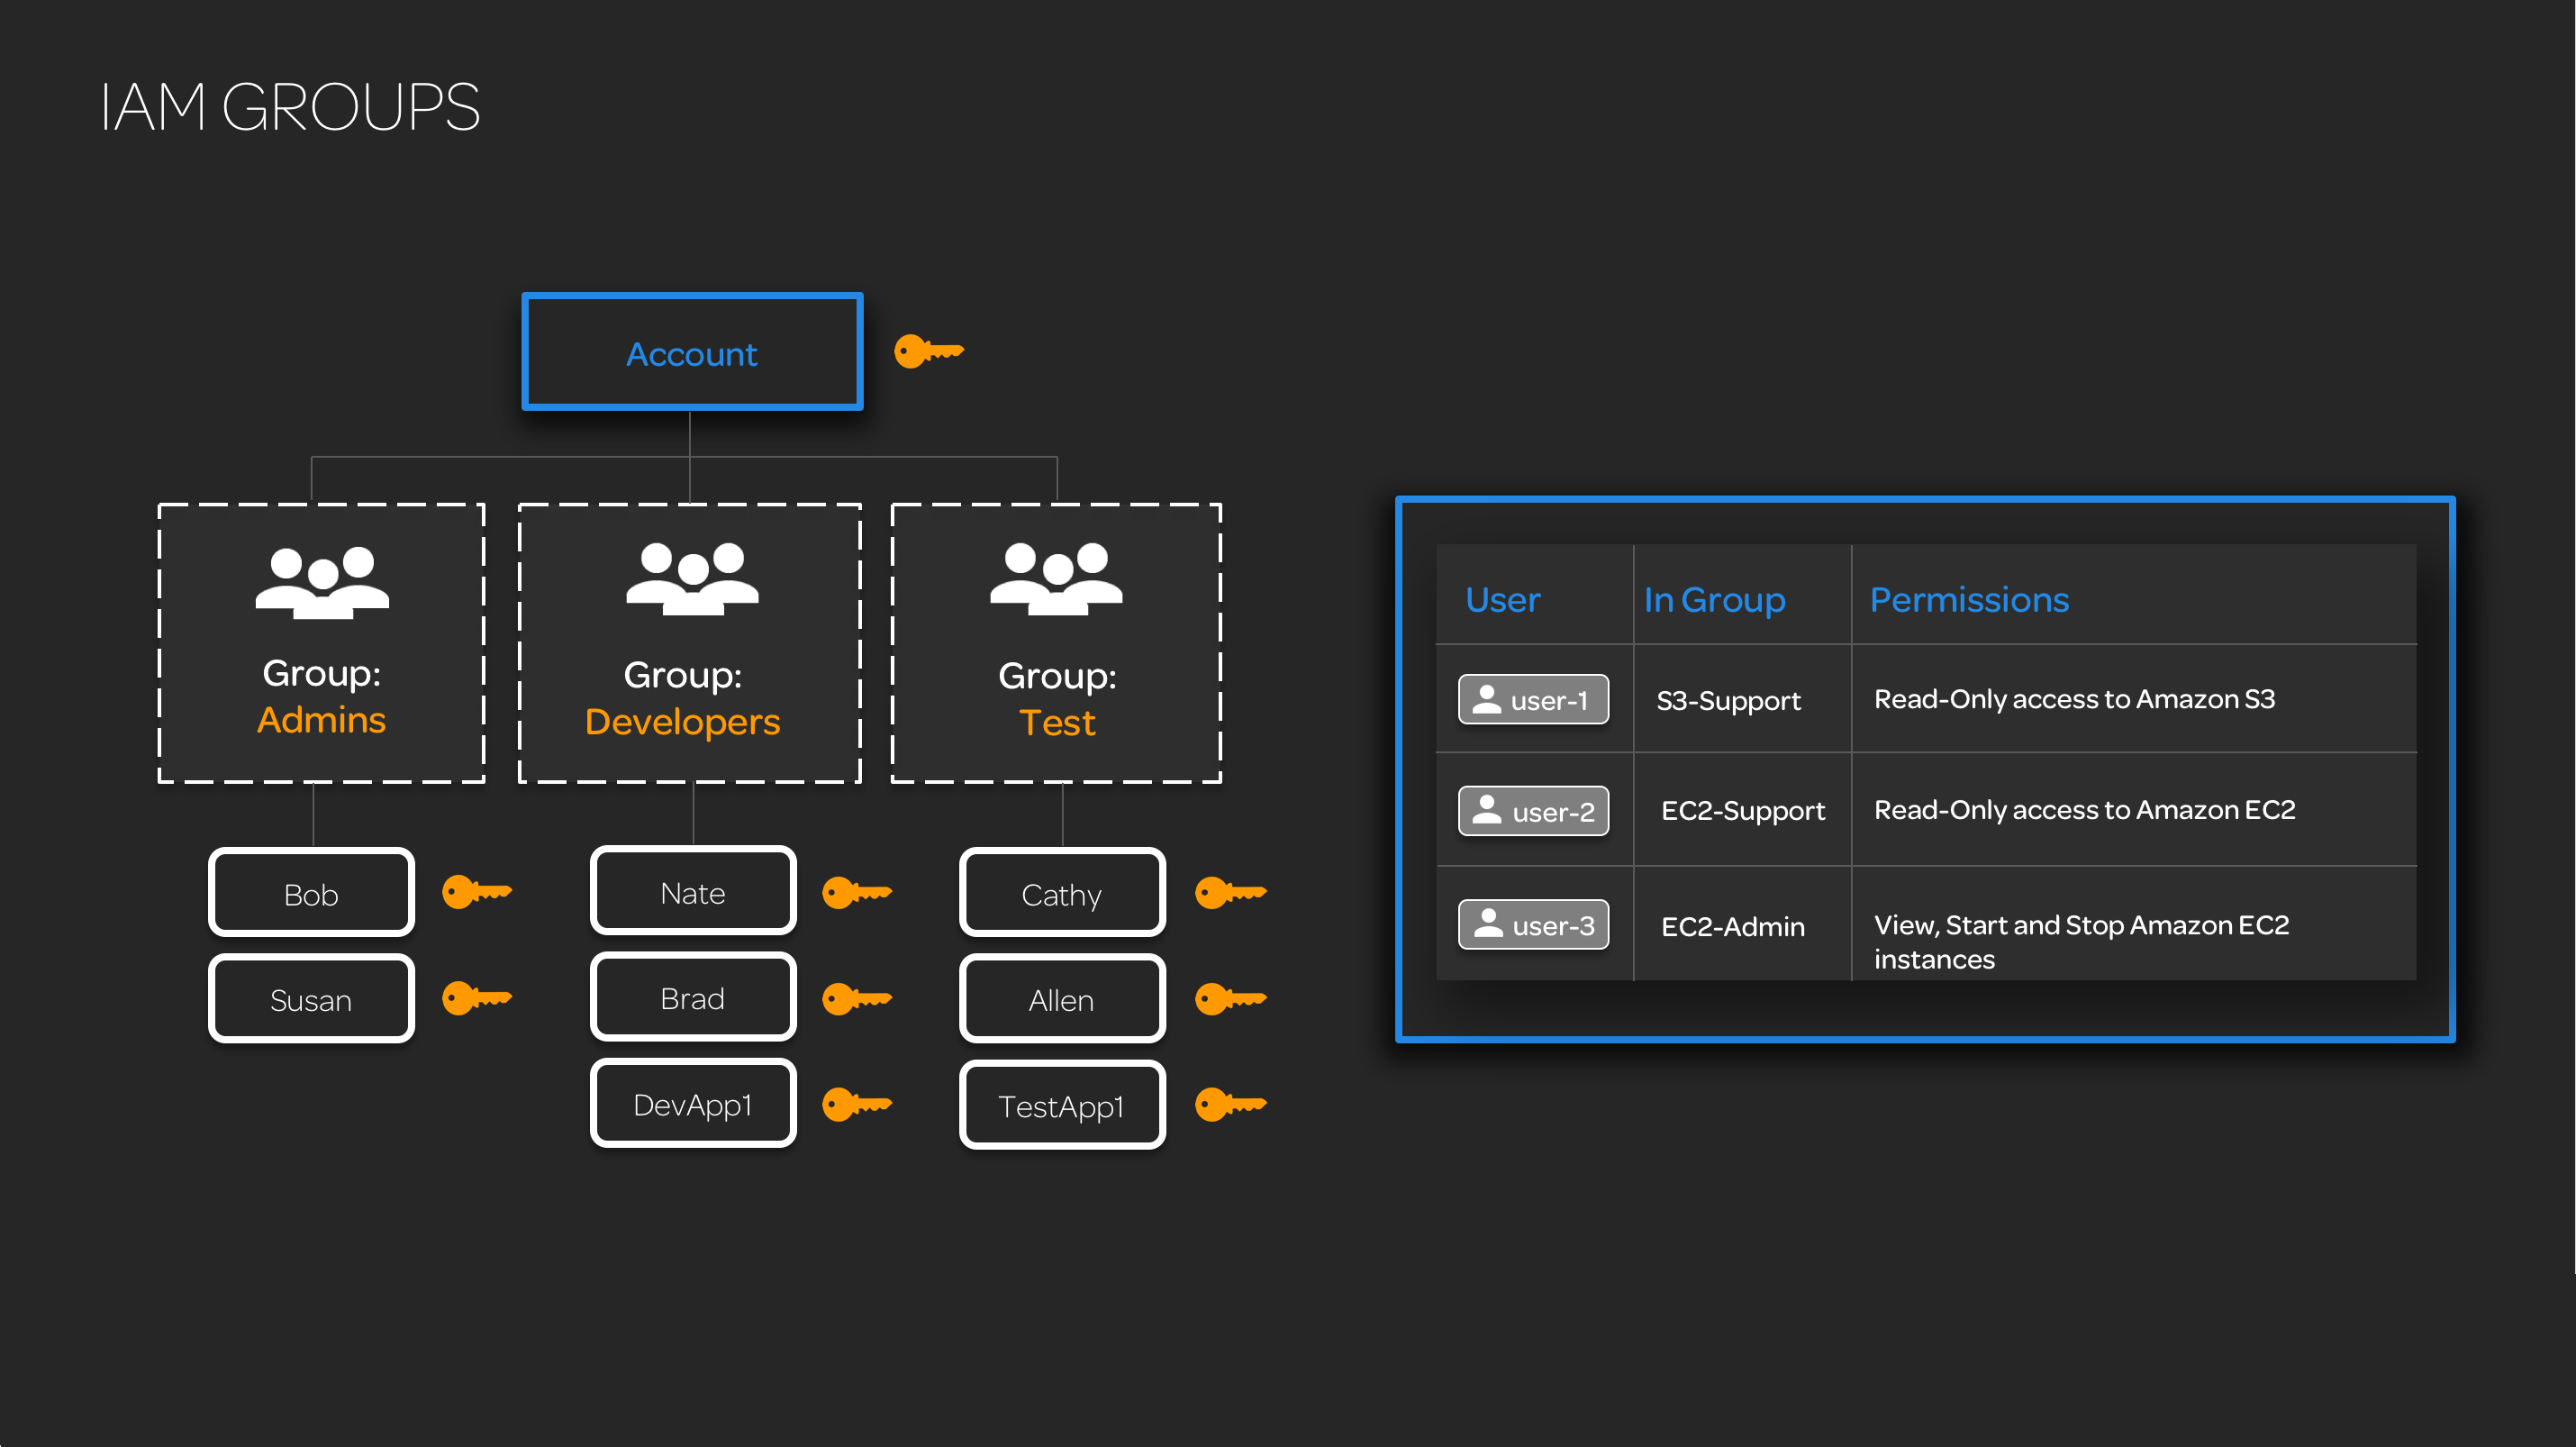 IAM GROUPS
Account
Group:
Admins
Group:
Developers
Group:
Test
Bob
Susan
Nate
Brad
DevApp1
Cathy
Allen
TestApp1
User In Group Permissions
user-1 S3-Support Read-Only access to Amazon S3
user-2 EC2-Support Read-Only access to Amazon EC2
user-3 EC2-Admin View, Start and Stop Amazon EC2
instances